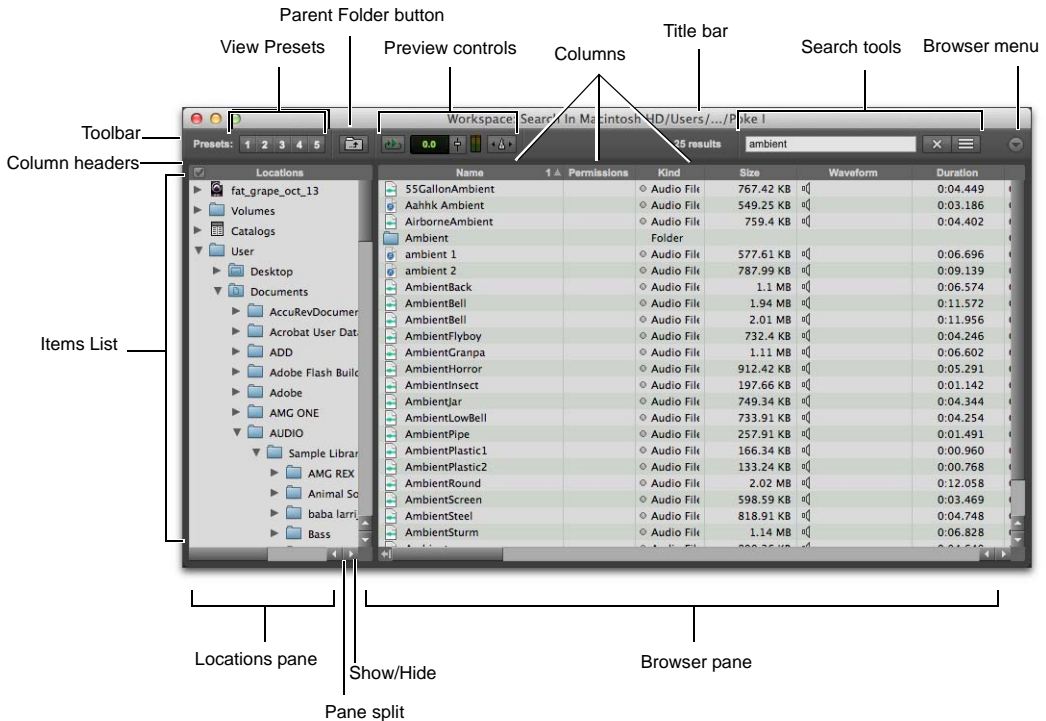 Parent Folder button
View Presets
Preview controls
Columns
Title bar
Search tools
Browser menu
Workspace: Search In Macintosh HD/Users/.../Poke I
Toolbar
Presets: 1 2 3 4 5
0.0
25 results
ambient
Column headers
Locations
Name 1 Permissions Kind Size Waveform Duration
Items List
fat_grape_oct_13
Volumes
Catalogs
User
Desktop
Documents
AccuRevDocumen
Acrobat User Data
ADD
Adobe Flash Build
Adobe
AMG ONE
AUDIO
Sample Librar
AMG REX
Animal So
baba larri
Bass
55GallonAmbient Audio File 767.42 KB 0:04.449
Aahhk Ambient Audio File 549.25 KB 0:03.186
AirborneAmbient Audio File 759.4 KB 0:04.402
Ambient Folder
ambient 1 Audio File 577.61 KB 0:06.696
ambient 2 Audio File 787.99 KB 0:09.139
AmbientBack Audio File 1.1 MB 0:06.574
AmbientBell Audio File 1.94 MB 0:11.572
AmbientBell Audio File 2.01 MB 0:11.956
AmbientFlyboy Audio File 732.4 KB 0:04.246
AmbientGranpa Audio File 1.11 MB 0:06.602
AmbientHorror Audio File 912.42 KB 0:05.291
AmbientInsect Audio File 197.66 KB 0:01.142
AmbientJar Audio File 749.34 KB 0:04.344
AmbientLowBell Audio File 733.91 KB 0:04.254
AmbientPipe Audio File 257.91 KB 0:01.491
AmbientPlastic1 Audio File 166.34 KB 0:00.960
AmbientPlastic2 Audio File 133.24 KB 0:00.768
AmbientRound Audio File 2.02 MB 0:12.058
AmbientScreen Audio File 598.59 KB 0:03.469
AmbientSteel Audio File 818.91 KB 0:04.748
AmbientSturm Audio File 1.14 MB 0:06.828
Locations pane
Show/Hide
Pane split
Browser pane